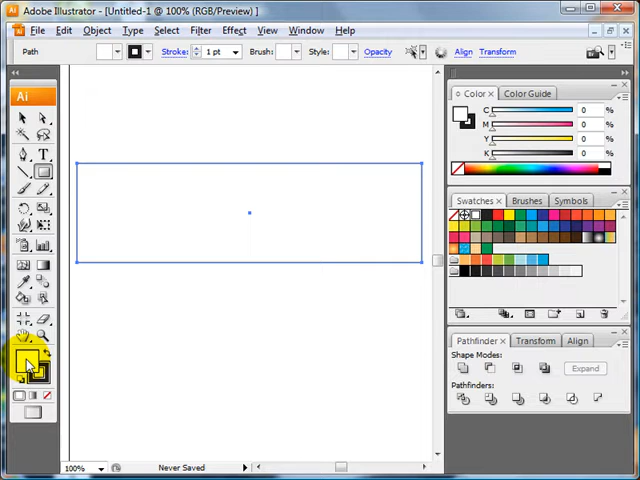 Ai Adobe Illustrator - [Untitled-1 @ 100% (RGB/Preview) ]
File Edit Object Type Select Filter Effect View Window Help
Path Stroke: 1 pt Brush: Style: Opacity Align Transform
Ai
Color Color Guide
C 0 %
M 0 %
Y 0 %
K 0 %
Swatches Brushes Symbols
Pathfinder Transform Align
Shape Modes:
Expand
Pathfinders:
100% Never Saved